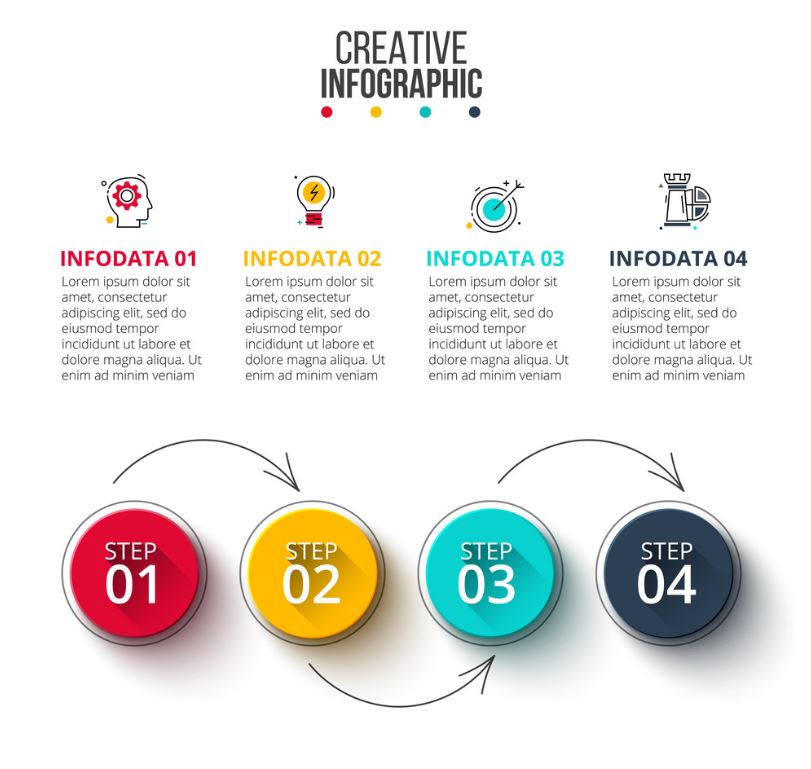 CREATIVE
INFOGRAPHIC
INFODATA 01
Lorem ipsum dolor sit
amet, consectetur
adipiscing elit, sed do
eiusmod tempor
incididunt ut labore et
dolore magna aliqua. Ut
enim ad minim veniam
INFODATA 02
Lorem ipsum dolor sit
amet, consectetur
adipiscing elit, sed do
eiusmod tempor
incididunt ut labore et
dolore magna aliqua. Ut
enim ad minim veniam
INFODATA 03
Lorem ipsum dolor sit
amet, consectetur
adipiscing elit, sed do
eiusmod tempor
incididunt ut labore et
dolore magna aliqua. Ut
enim ad minim veniam
INFODATA 04
Lorem ipsum dolor sit
amet, consectetur
adipiscing elit, sed do
eiusmod tempor
incididunt ut labore et
dolore magna aliqua. Ut
enim ad minim veniam
STEP
01
STEP
02
STEP
03
STEP
04